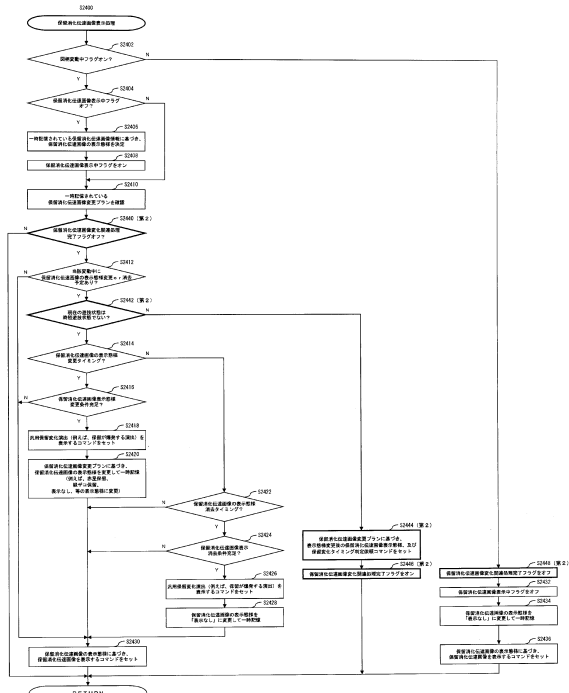 S2400
保留消化伝達画像表示処理
S2402
図柄変動中フラグオン?
N
Y
S2404
保留消化伝達画像表示中フラグ
オフ?
N
Y
S2406
一時記憶されている保留消化伝達画像情報に基づき、
保留消化伝達画像の表示態様を決定
S2408
保留消化伝達画像表示中フラグをオン
S2410
一時記憶されている
保留消化伝達画像変更プランを確認
S2440 (第2)
保留消化伝達画像変化関連処理
完了フラグオフ?
N
Y
S2412
当該変動中に
保留消化伝達画像の表示態様変更or消去
予定あり?
N
Y
S2442 (第2)
現在の遊技状態は
時短遊技状態でない?
N
Y
S2414
保留消化伝達画像の表示態様
変更タイミング?
N
Y
S2416
保留消化伝達画像表示態様
変更条件充足?
N
Y
S2418
汎用保留変化演出(例えば、保留が爆発する演出)を
表示するコマンドをセット
S2420
保留消化伝達画像変更プランに基づき、
保留消化伝達画像の表示態様を変更して一時記憶
表示なし、等の表示態様に変更)
S2422
保留消化伝達画像の表示態様
消去タイミング?
N
Y
S2424
保留消化伝達画像表示
消去条件充足?
N
Y
S2426
汎用保留変化演出(例えば、保留が爆発する演出)を
表示するコマンドをセット
S2428
保留消化伝達画像の表示態様を
「表示なし」に変更して一時記憶
S2444 (第2)
保留消化伝達画像変更プランに基づき、
表示態様変更後の保留消化伝達画像表示態様、及び
保留変化タイミング判定依頼コマンドをセット
S2446 (第2)
保留消化伝達画像変化関連処理完了フラグをオン
S2448 (第2)
保留消化伝達画像変化関連処理完了フラグをオフ
S2432
保留消化伝達画像表示中フラグをオフ
S2434
保留消化伝達画像の表示態様を
「表示なし」に変更して一時記憶
S2430
保留消化伝達画像の表示態様に基づき、
保留消化伝達画像を表示するコマンドをセット
S2436
保留消化伝達画像の表示態様に基づき、
保留消化伝達画像を表示するコマンドをセット
RETURN